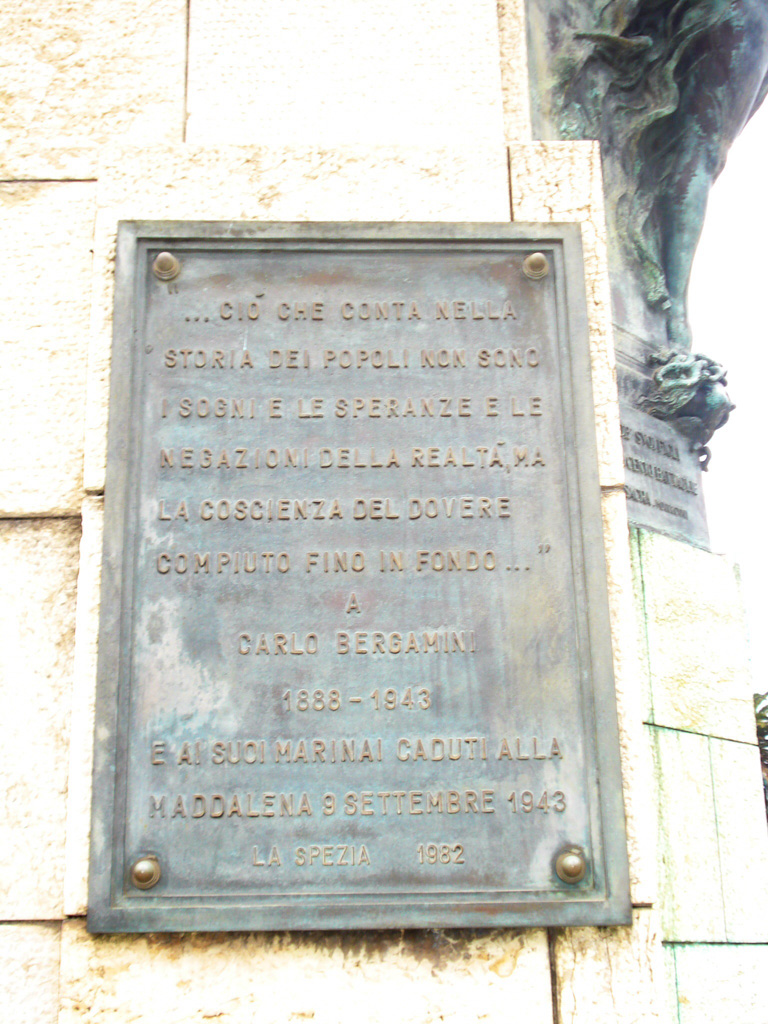 "... CIÓ CHE CONTA NELLA
STORIA DEI POPOLI NON SONO
I SOGNI E LE SPERANZE E LE
NEGAZIONI DELLA REALTÁ, MA
LA COSCIENZA DEL DOVERE
COMPIUTO FINO IN FONDO ..."
A
CARLO BERGAMINI
1888 - 1943
E AI SUOI MARINAI CADUTI ALLA
MADDALENA 9 SETTEMBRE 1943
LA SPEZIA 1982